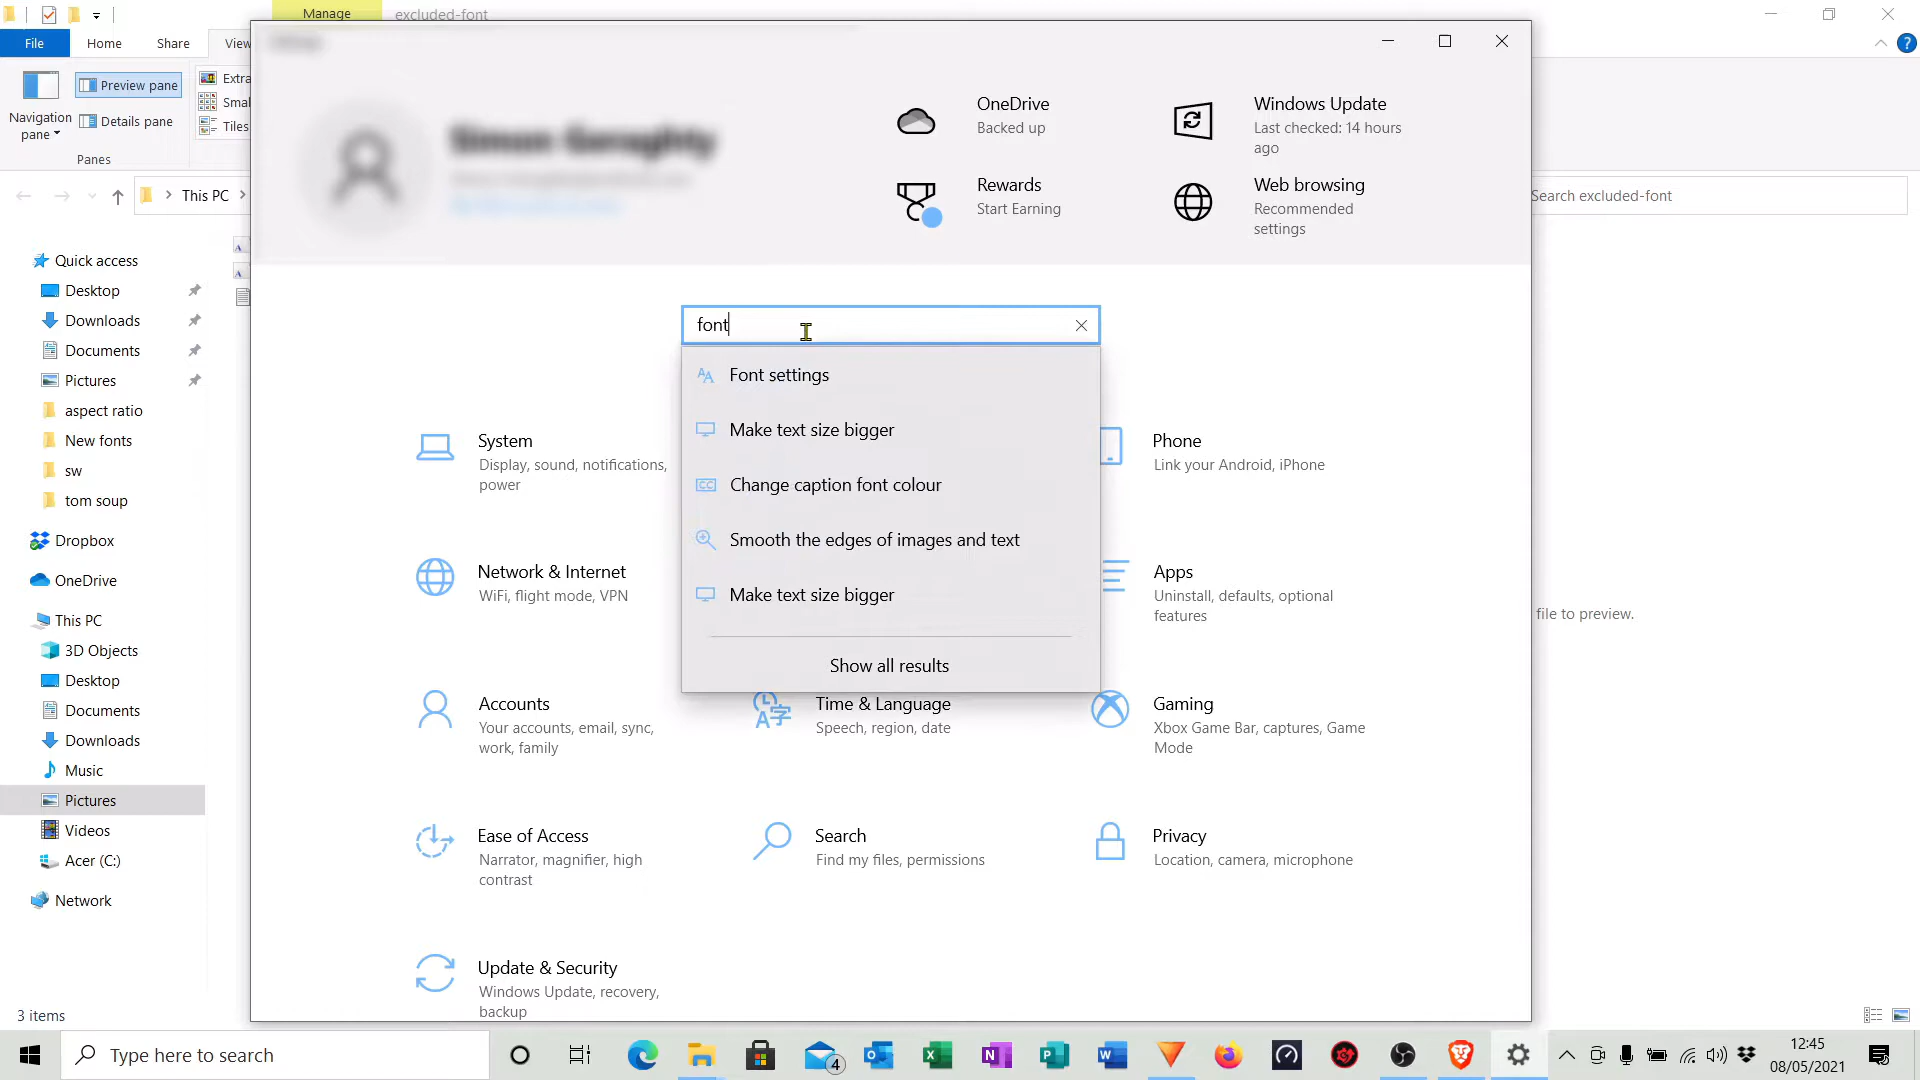 Manage
excluded-font
File
Home
Share
View
Navigation
pane
Preview pane
Details pane
Extra
Smal
Tiles
Panes
This PC
Search excluded-font
OneDrive
Backed up
Windows Update
Last checked: 14 hours
ago
Rewards
Start Earning
Web browsing
Recommended
settings
font
Font settings
Make text size bigger
Change caption font colour
Smooth the edges of images and text
Make text size bigger
Show all results
System
Display, sound, notifications,
power
Phone
Link your Android, iPhone
Network & Internet
WiFi, flight mode, VPN
Apps
Uninstall, defaults, optional
features
Accounts
Your accounts, email, sync,
work, family
Time & Language
Speech, region, date
Gaming
Xbox Game Bar, captures, Game
Mode
Ease of Access
Narrator, magnifier, high
contrast
Search
Find my files, permissions
Privacy
Location, camera, microphone
Update & Security
Windows Update, recovery,
backup
file to preview.
Quick access
Desktop
Downloads
Documents
Pictures
aspect ratio
New fonts
sw
tom soup
Dropbox
OneDrive
This PC
3D Objects
Desktop
Documents
Downloads
Music
Pictures
Videos
Acer (C:)
Network
3 items
Type here to search
4
12:45
08/05/2021